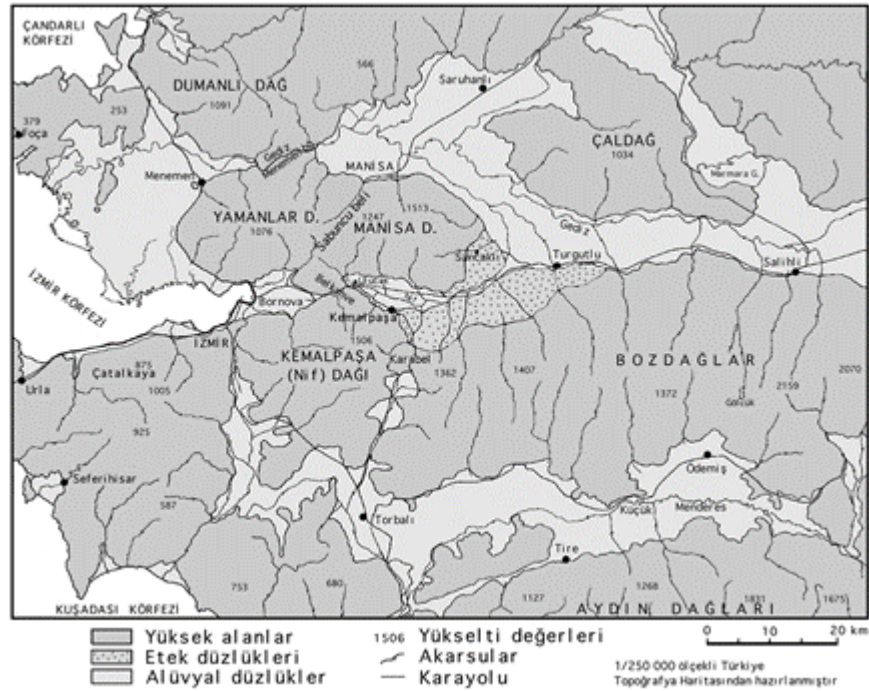 ÇANDARLI
KÖRFEZİ
DUMANLI DAĞ
1091
566
Saruhanlı
379
Foça
253
ÇALDAĞ
1034
Marmara G.
MANİSA
Gediz
Menemen
YAMANLAR D.
1076
Sabuncu beli
1247
1513
MANİSA D.
Gediz
Sancaklı
Turgutlu
Salihli
İZMİR KÖRFEZİ
Bornova
Belkahve
Kemalpaşa
İZMİR
1506
KEMALPAŞA
(Nif) DAĞI
Karabel
1362
1407
BOZDAĞLAR
1372
2159
2070
Gölcük
Urla
875
Çatalkaya
1005
925
Seferihisar
587
Ödemiş
Torbalı
Küçük
Menderes
Tire
753
680
1127
1268
1831
1675
KUŞADASI KÖRFEZİ
AYDIN DAĞLARI
Yüksek alanlar
Etek düzlükleri
Alüvyal düzlükler
1506 Yükselti değerleri
Akarsular
Karayolu
0 10 20 km
1/250 000 ölçekli Türkiye
Topoğrafya Haritasından hazırlanmıştır